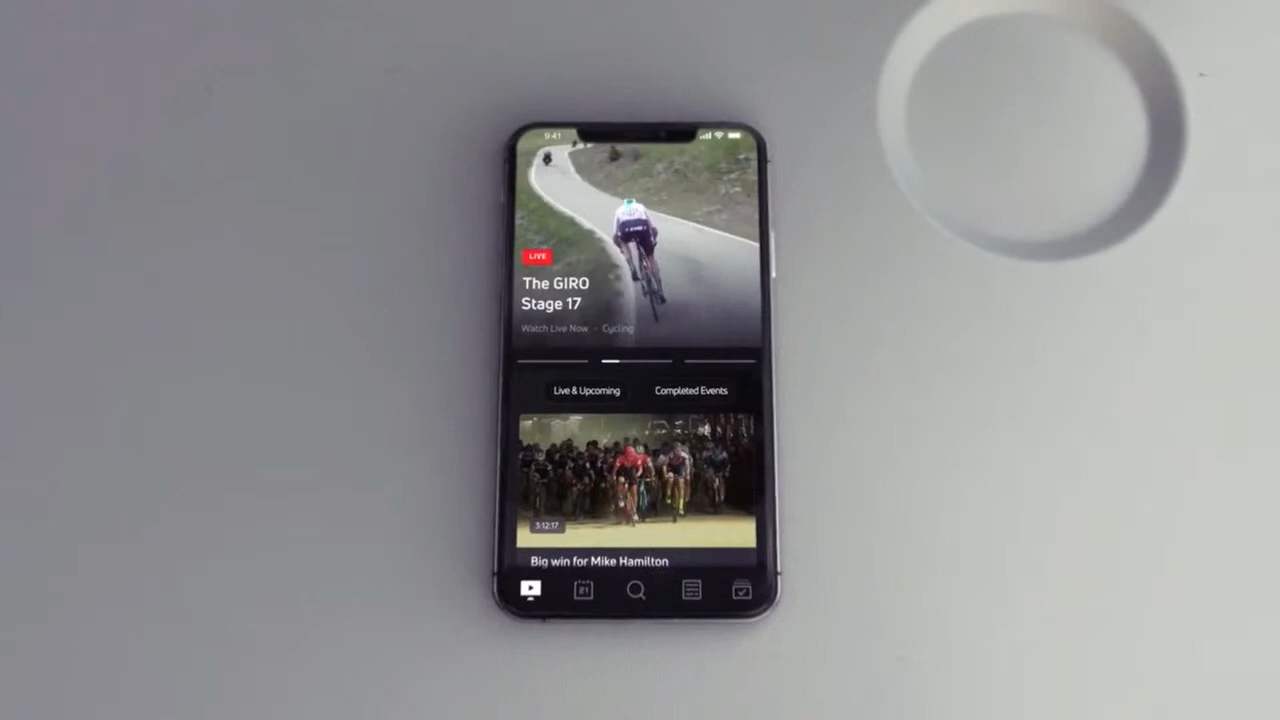 9:41
LIVE
The GIRO
Stage 17
Watch Live Now - Cycling
Live & Upcoming
Completed Events
3:12:17
Big win for Mike Hamilton
21